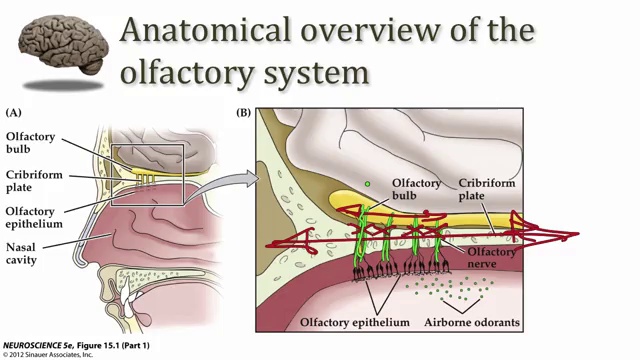 Anatomical overview of the
olfactory system
(A)
Olfactory
bulb
Cribriform
plate
Olfactory
epithelium
Nasal
cavity
(B)
Olfactory
bulb
Cribriform
plate
Olfactory
nerve
Olfactory epithelium
Airborne odorants
NEUROSCIENCE 5e, Figure 15.1 (Part 1)
© 2012 Sinauer Associates, Inc.